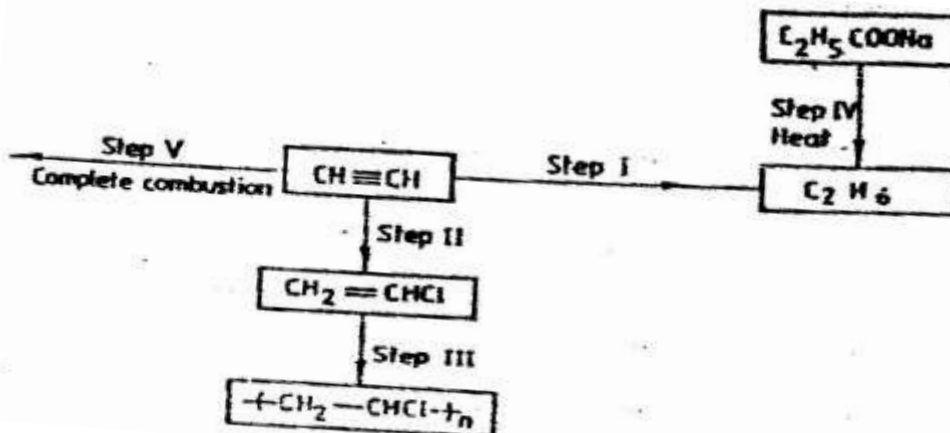 C₂H₅COONa
Step IV
Heat
C₂H₆
Step V
Complete combustion
CH≡CH
Step I
Step II
CH₂=CHCl
Step III
-(-CH₂—CHCl-)-n